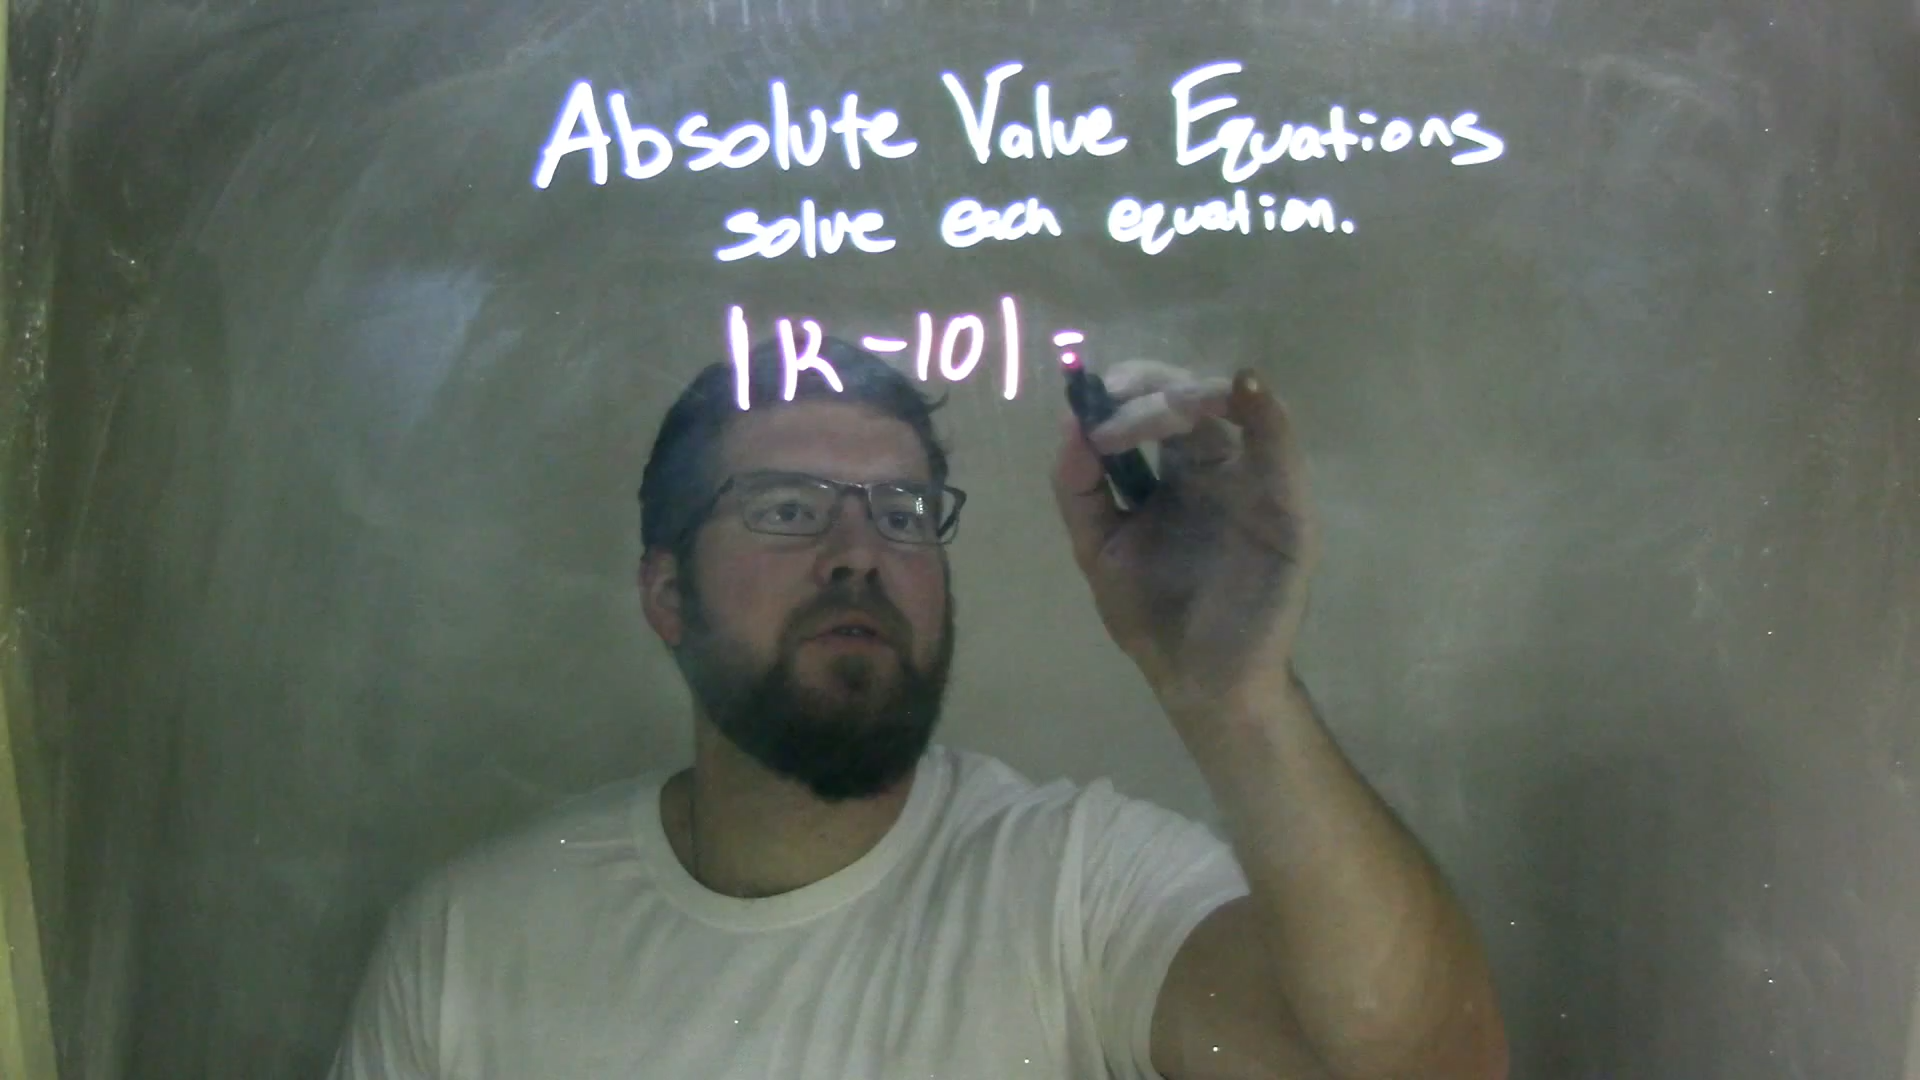 Absolute Value Equations
solve each equation.
|k-10| =